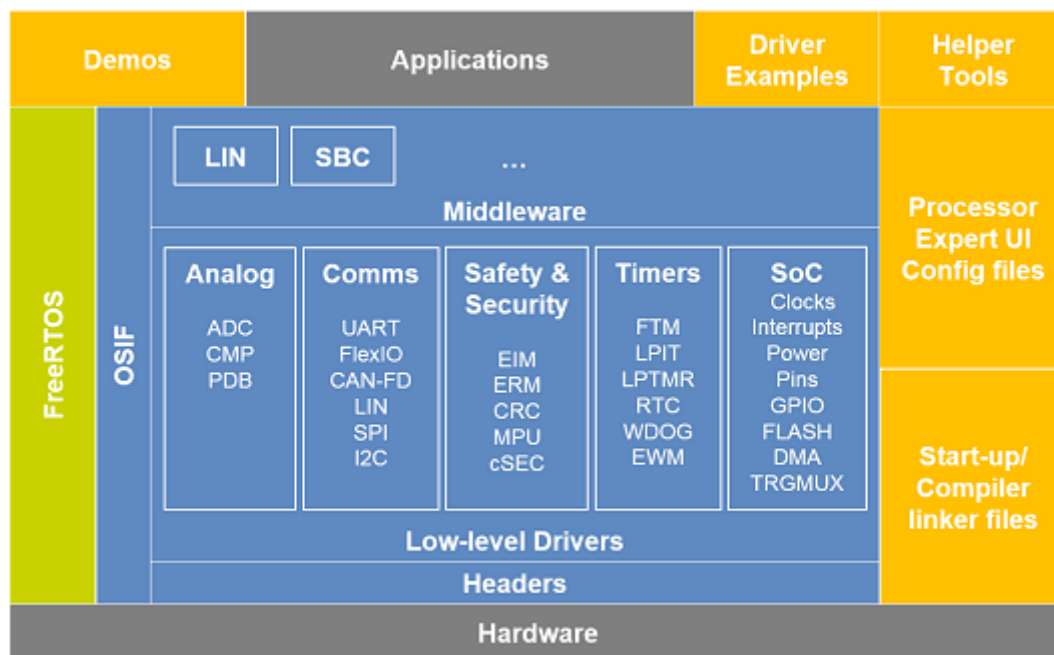 Demos
Applications
Driver
Examples
Helper
Tools
FreeRTOS
OSIF
LIN
SBC
...
Middleware
Analog
ADC
CMP
PDB
Comms
UART
FlexIO
CAN-FD
LIN
SPI
I2C
Safety &
Security
EIM
ERM
CRC
MPU
cSEC
Timers
FTM
LPIT
LPTMR
RTC
WDOG
EWM
SoC
Clocks
Interrupts
Power
Pins
GPIO
FLASH
DMA
TRGMUX
Low-level Drivers
Headers
Processor
Expert UI
Config files
Start-up/
Compiler
linker files
Hardware